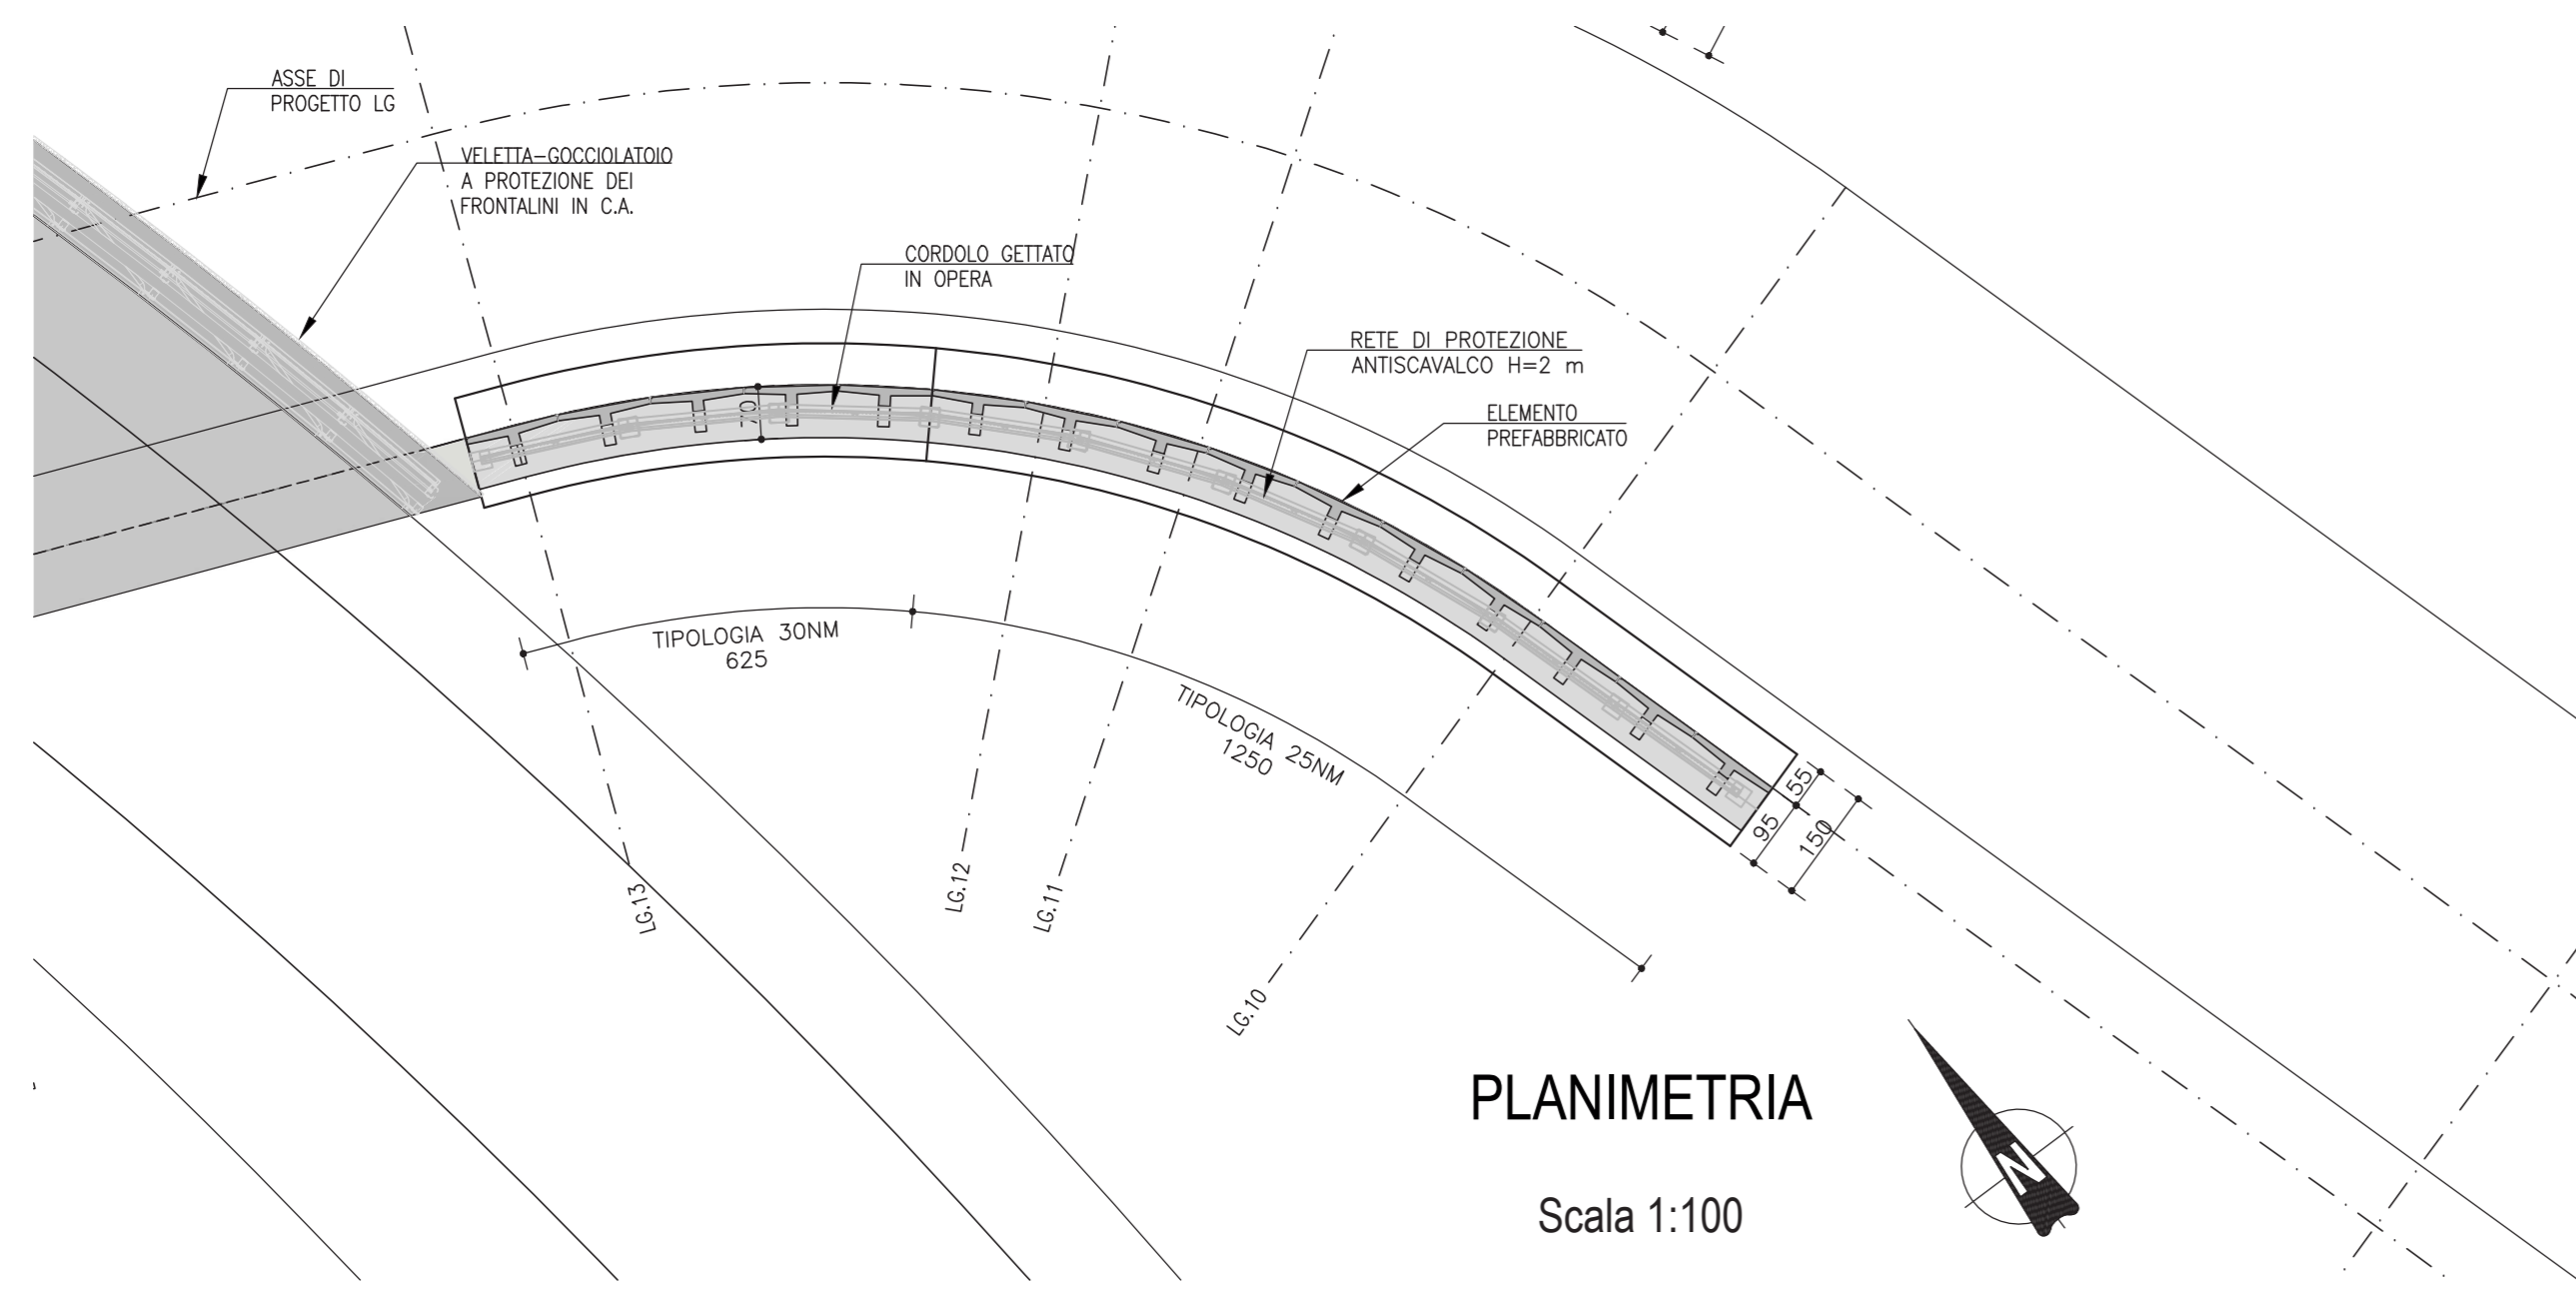 ASSE DI
PROGETTO LG
VELETTA-GOCCIOLATOIO
A PROTEZIONE DEI
FRONTALINI IN C.A.
CORDOLO GETTATO
IN OPERA
RETE DI PROTEZIONE
ANTISCAVALCO H=2 m
ELEMENTO
PREFABBRICATO
TIPOLOGIA 30NM
625
TIPOLOGIA 25NM
1250
55
95
150
LG.13
LG.12
LG.11
LG.10
PLANIMETRIA
Scala 1:100
N